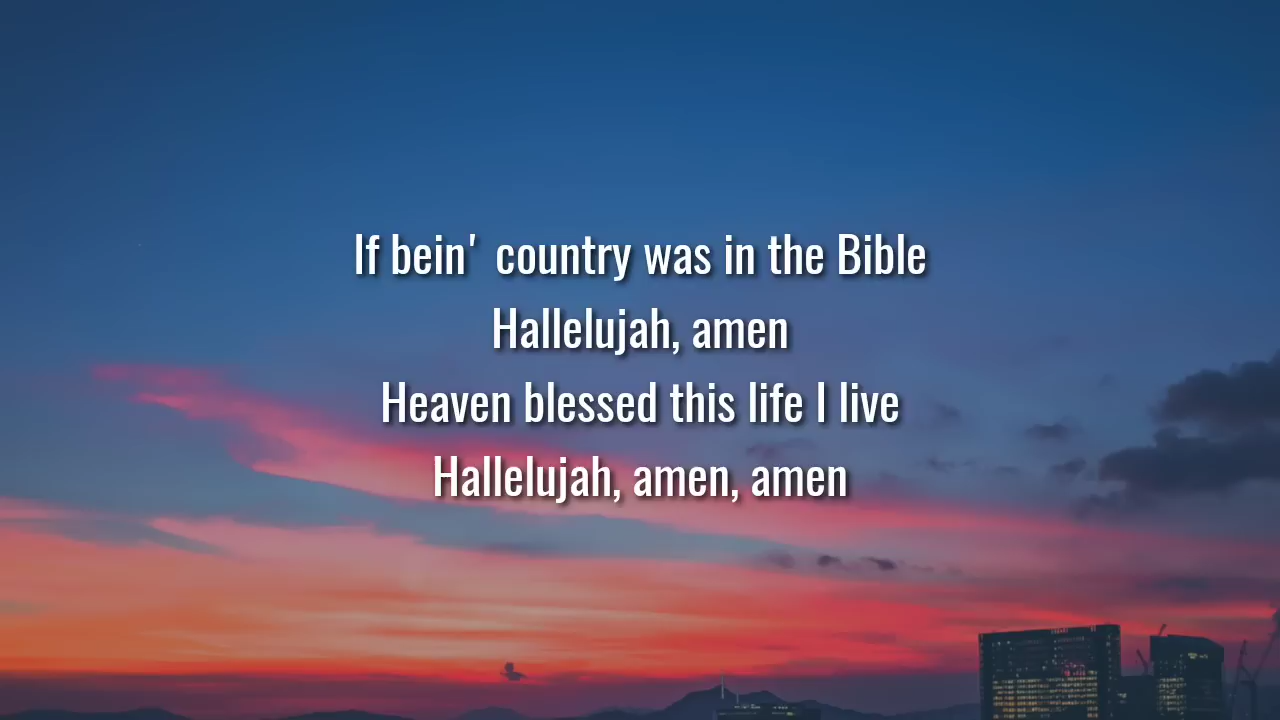 If bein' country was in the Bible
Hallelujah, amen
Heaven blessed this life I live
Hallelujah, amen, amen